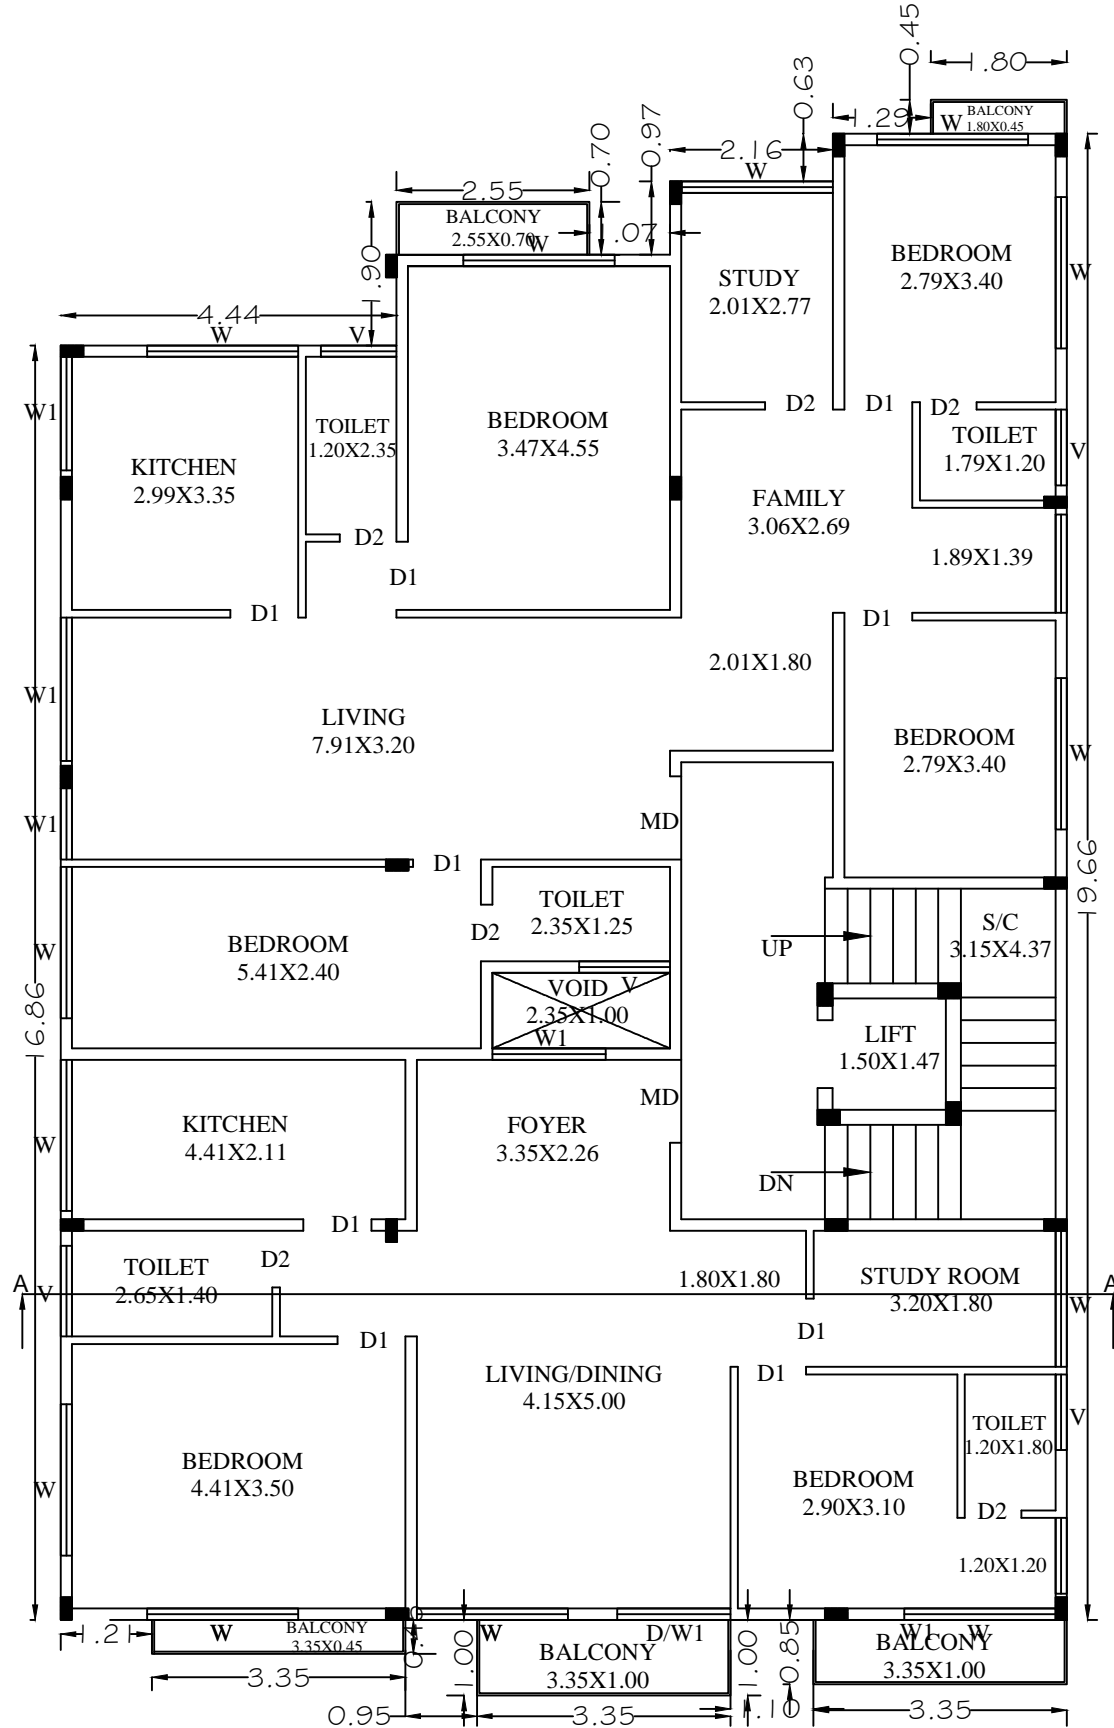 0.45
1.80
BALCONY
1.80X0.45
1.29
W
0.63
2.16
W
0.97
0.70
2.55
BALCONY
2.55X0.70
W
1.07
1.90
4.44
W
V
STUDY
2.01X2.77
BEDROOM
2.79X3.40
W
W1
KITCHEN
2.99X3.35
TOILET
1.20X2.35
BEDROOM
3.47X4.55
D2
D1
D2
TOILET
1.79X1.20
V
FAMILY
3.06X2.69
D2
1.89X1.39
D1
D1
D1
2.01X1.80
W1
LIVING
7.91X3.20
BEDROOM
2.79X3.40
W
W1
MD
19.66
D1
TOILET
2.35X1.25
D2
W
BEDROOM
5.41X2.40
UP
S/C
3.15X4.37
16.86
VOID
V
2.35X1.00
W1
LIFT
1.50X1.47
MD
W
KITCHEN
4.41X2.11
FOYER
3.35X2.26
DN
D1
D2
TOILET
2.65X1.40
1.80X1.80
STUDY ROOM
3.20X1.80
A
V
W
A
D1
D1
D1
LIVING/DINING
4.15X5.00
TOILET
1.20X1.80
V
BEDROOM
4.41X3.50
W
BEDROOM
2.90X3.10
D2
1.20X1.20
1.2
W
BALCONY
3.35X0.45
1.00
W
D/W1
BALCONY
3.35X1.00
1.00
0.85
W1
W
BALCONY
3.35X1.00
3.35
0.95
3.35
1.10
3.35